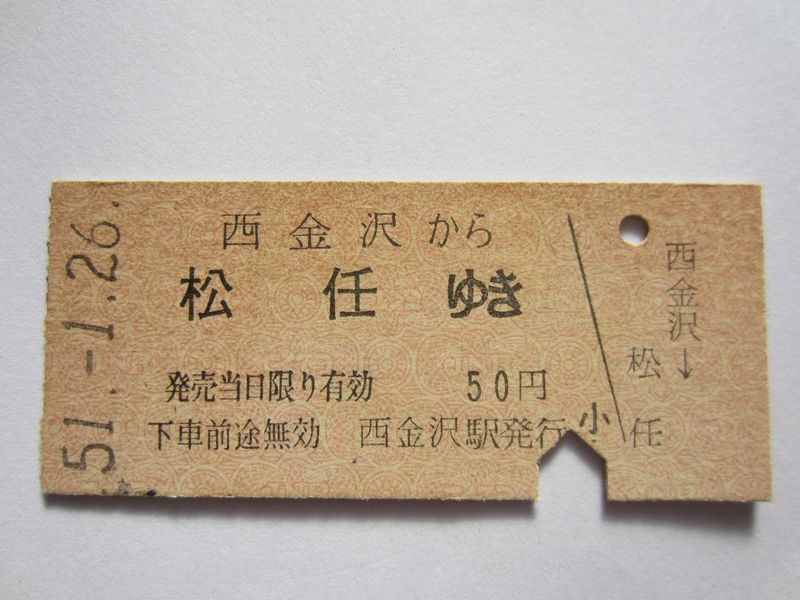 51.-1.26.
西金沢から
松任ゆき
発売当日限り有効 50円
下車前途無効 西金沢駅発行
小
西金沢→
松任